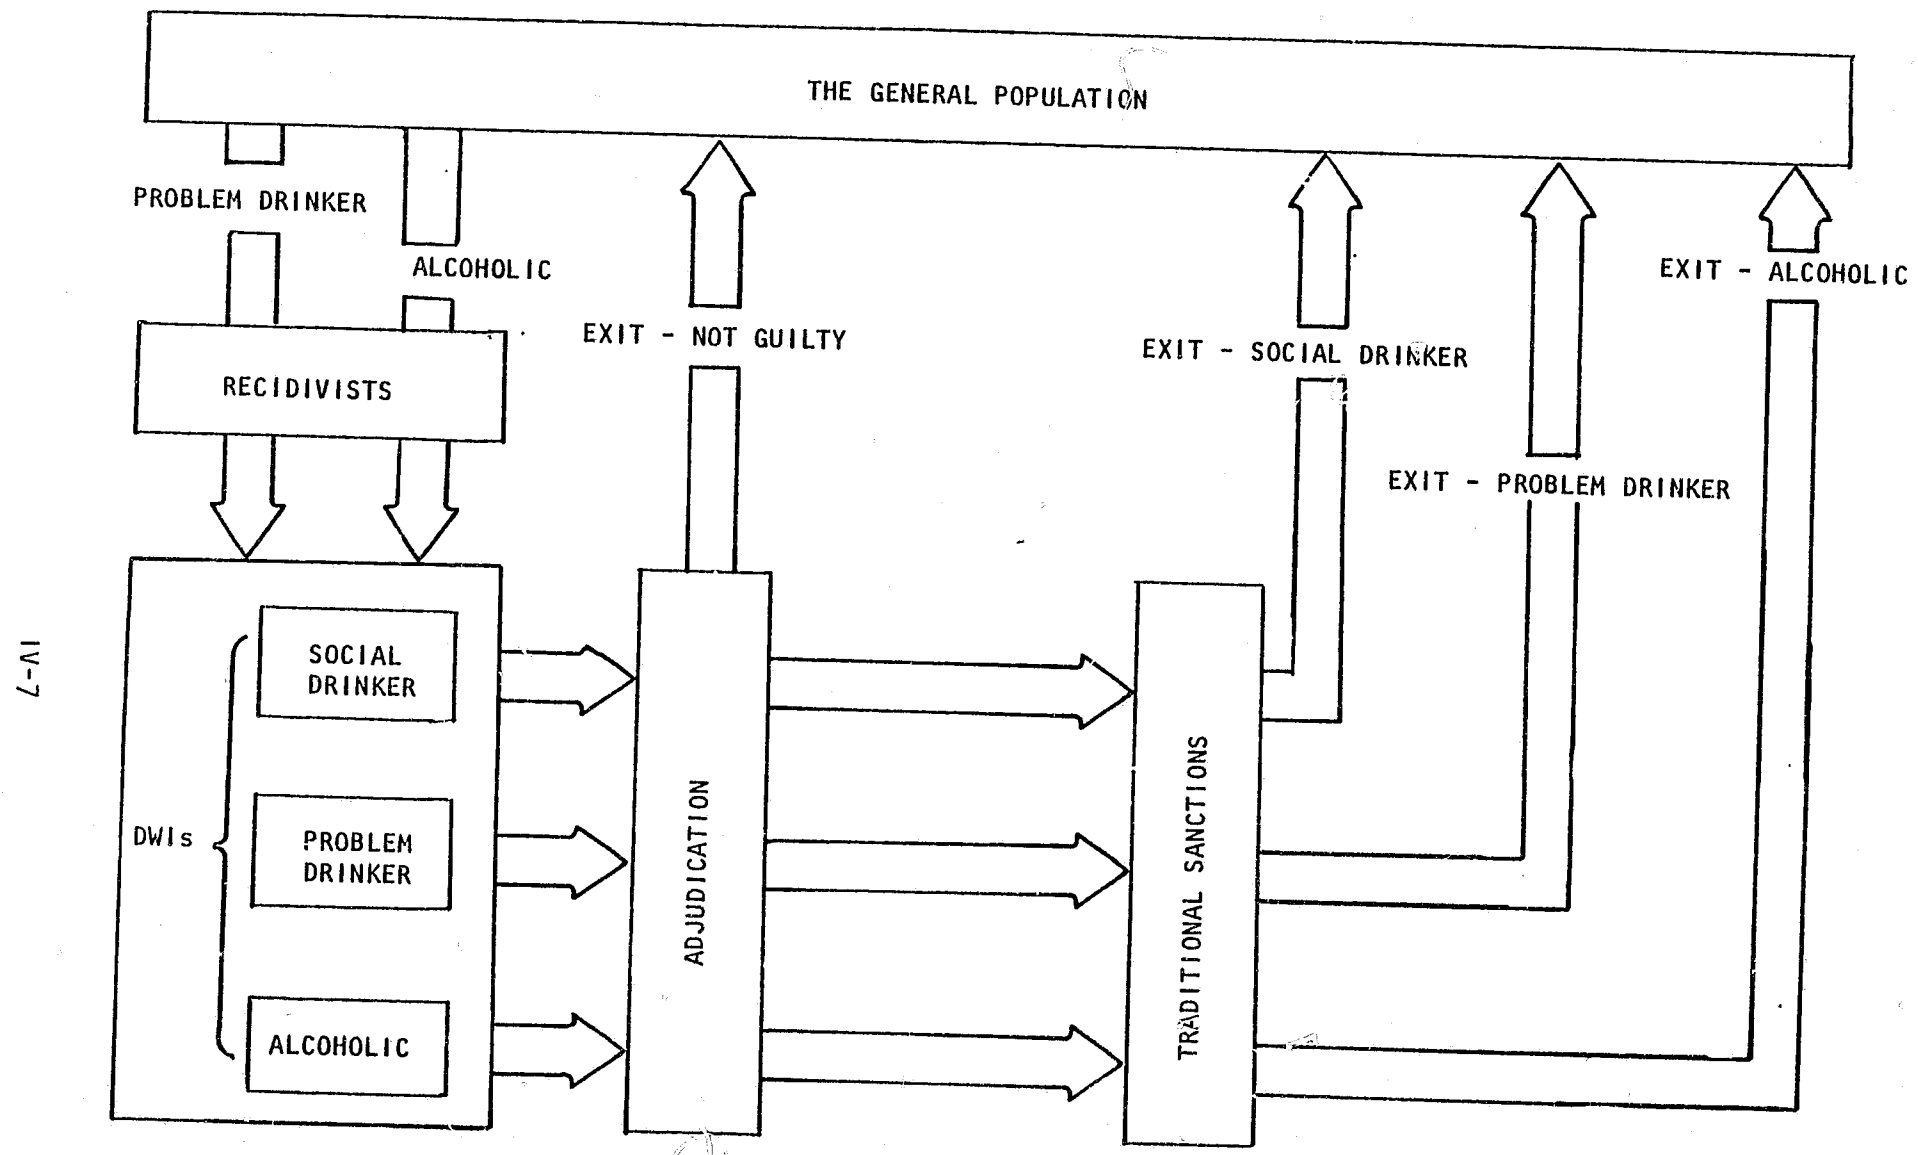 THE GENERAL POPULATION
PROBLEM DRINKER
ALCOHOLIC
EXIT - ALCOHOLIC
EXIT - NOT GUILTY
EXIT - SOCIAL DRINKER
RECIDIVISTS
EXIT - PROBLEM DRINKER
DWIs
SOCIAL
DRINKER
PROBLEM
DRINKER
ALCOHOLIC
ADJUDICATION
TRADITIONAL SANCTIONS
IV-7